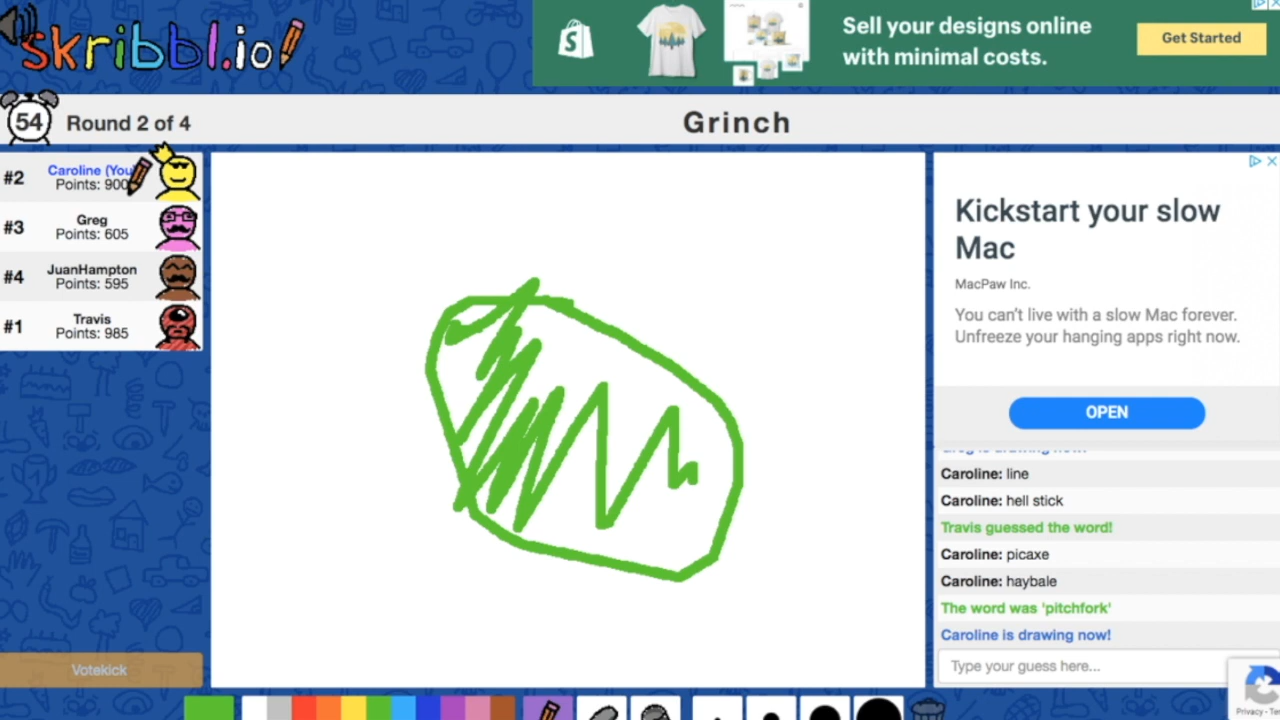 skribbl.io
Sell your designs online
with minimal costs.
Get Started
54
Round 2 of 4
Grinch
#2
Caroline (You
Points: 900
#3
Greg
Points: 605
#4
JuanHampton
Points: 595
#1
Travis
Points: 985
Kickstart your slow
Mac
MacPaw Inc.
You can't live with a slow Mac forever.
Unfreeze your hanging apps right now.
OPEN
Caroline: line
Caroline: hell stick
Travis guessed the word!
Caroline: picaxe
Caroline: haybale
The word was 'pitchfork'
Caroline is drawing now!
Type your guess here...
Votekick
Privacy - Te